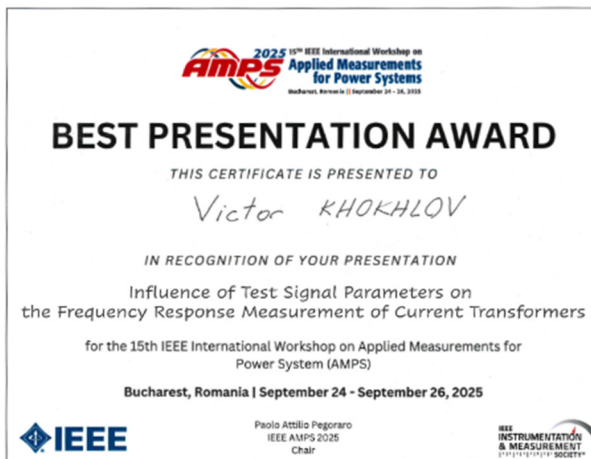 AMPS
2025 15TH IEEE International Workshop on
Applied Measurements
for Power Systems
Bucharest, Romania || September 24 - 26, 2025
BEST PRESENTATION AWARD
THIS CERTIFICATE IS PRESENTED TO
Victor KHOKHLOV
IN RECOGNITION OF YOUR PRESENTATION
Influence of Test Signal Parameters on
the Frequency Response Measurement of Current Transformers
for the 15th IEEE International Workshop on Applied Measurements for
Power System (AMPS)
Bucharest, Romania | September 24 - September 26, 2025
IEEE
Paolo Attilio Pegoraro
IEEE AMPS 2025
Chair
IEEE
INSTRUMENTATION
& MEASUREMENT
SOCIETY®